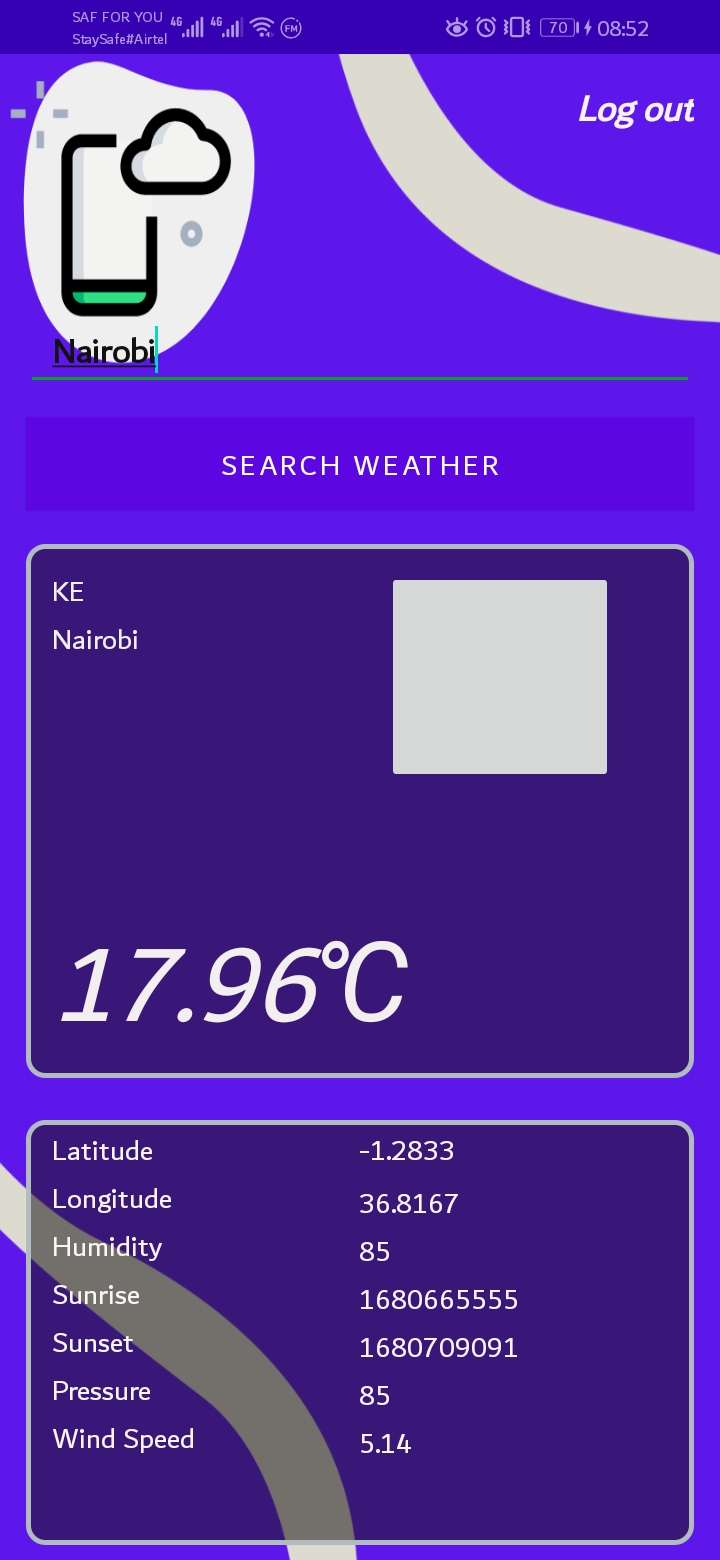 SAF FOR YOU
StaySafe#Airtel
4G 4G FM 70 08:52
Log out
Nairobi
SEARCH WEATHER
KE
Nairobi
17.96°C
Latitude -1.2833
Longitude 36.8167
Humidity 85
Sunrise 1680665555
Sunset 1680709091
Pressure 85
Wind Speed 5.14